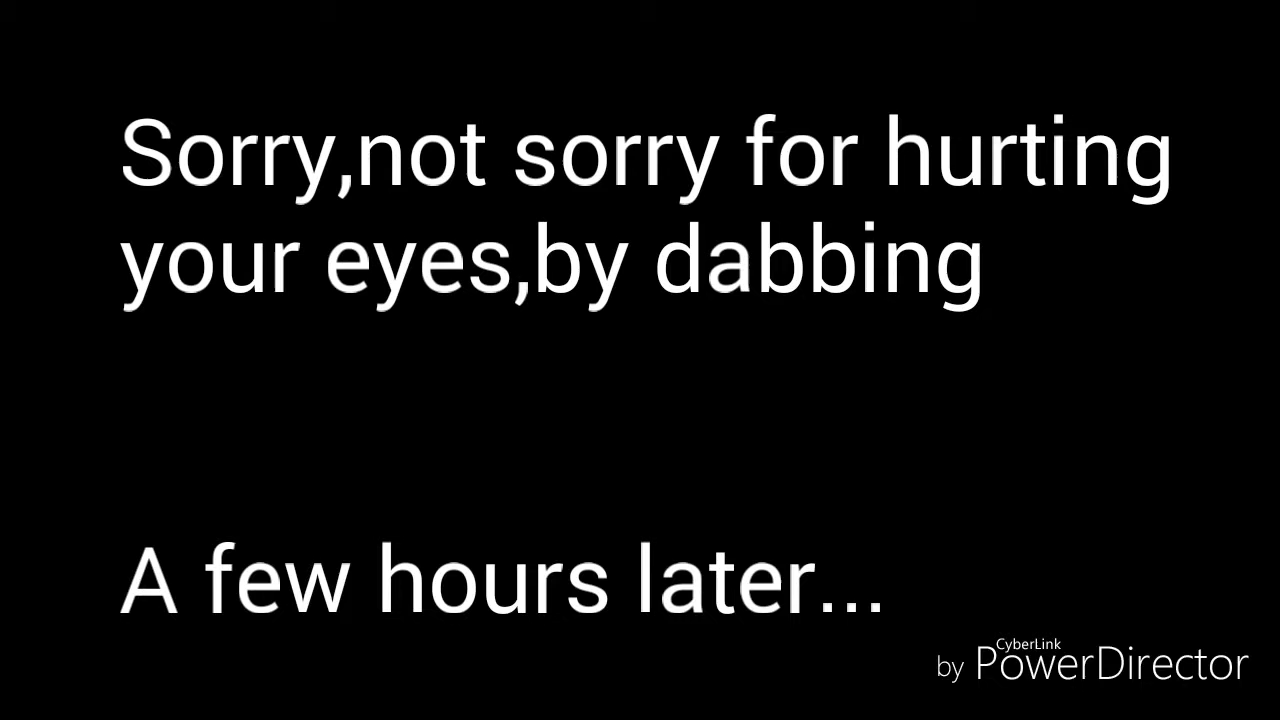 Sorry,not sorry for hurting
your eyes,by dabbing
A few hours later...
CyberLink
by PowerDirector